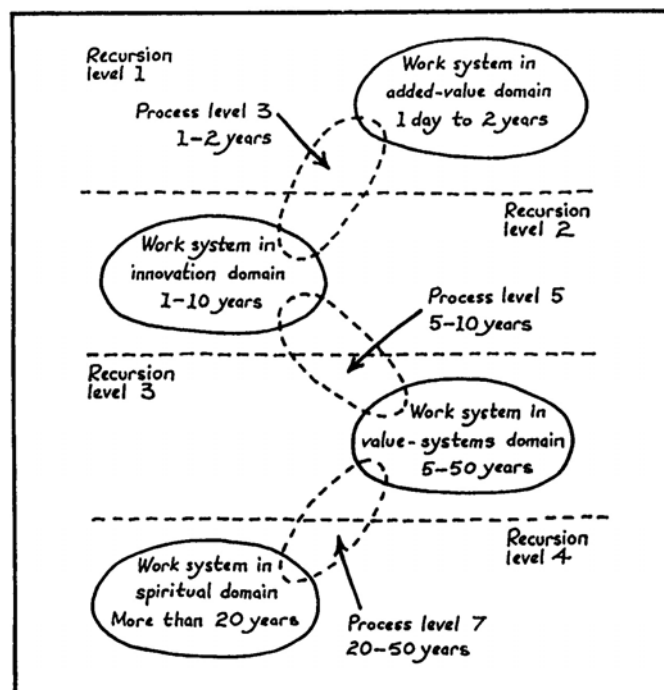 Recursion
level 1
Work system in
added-value domain
1 day to 2 years
Process level 3
1-2 years
Recursion
level 2
Work system in
innovation domain
1-10 years
Process level 5
5-10 years
Recursion
level 3
Work system in
value-systems domain
5-50 years
Recursion
level 4
Work system in
spiritual domain
More than 20 years
Process level 7
20-50 years